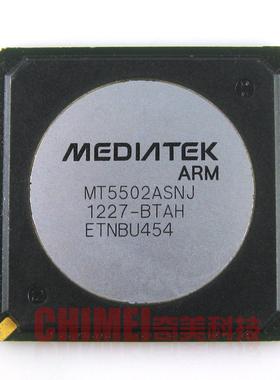 MEDIATEK
ARM
MT5502ASNJ
1227-BTAH
ETNBU454
CHIMEI奇美科技